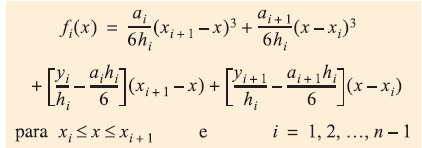 f_i(x) = \frac{a_i}{6h_i}(x_{i+1} - x)^3 + \frac{a_{i+1}}{6h_i}(x - x_i)^3
+ \left[\frac{y_i}{h_i} - \frac{a_i h_i}{6}\right](x_{i+1} - x) + \left[\frac{y_{i+1}}{h_i} - \frac{a_{i+1} h_i}{6}\right](x - x_i)
para x_i ≤ x ≤ x_{i+1} e i = 1, 2, ..., n - 1